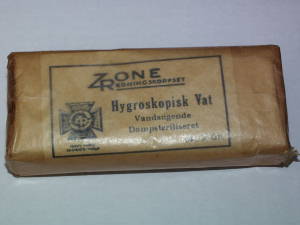 ZONE
REDNINGSKORPSET
Hygroskopisk Vat
Vandsugende
Dampsteriliseret